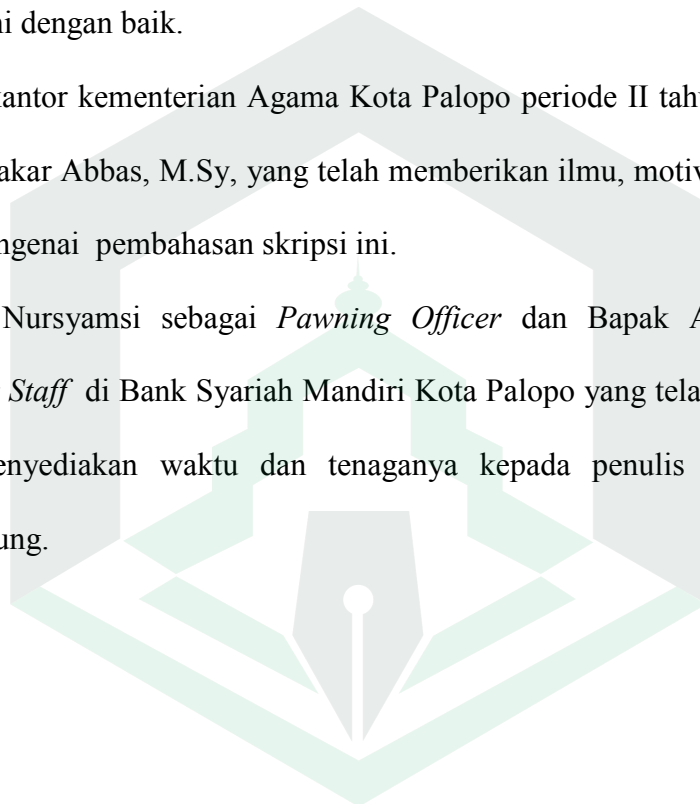 ni dengan baik.
kantor kementerian Agama Kota Palopo periode II tahu
akar Abbas, M.Sy, yang telah memberikan ilmu, motiv
ngenai pembahasan skripsi ini.
Nursyamsi sebagai Pawning Officer dan Bapak A
Staff di Bank Syariah Mandiri Kota Palopo yang tela
enyediakan waktu dan tenaganya kepada penulis
ung.